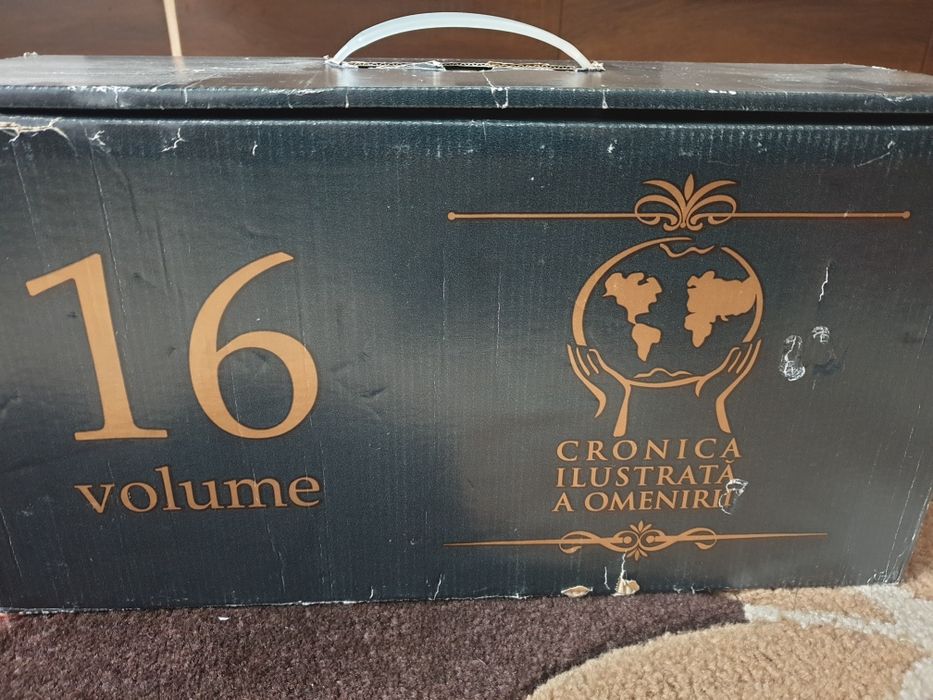 16
volume
CRONICA
ILUSTRATĂ
A OMENIRII